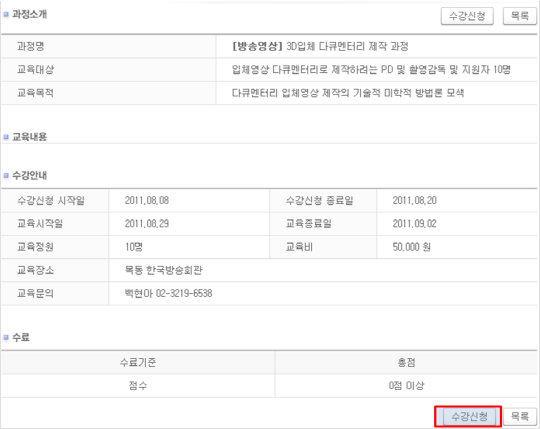 과정소개
수강신청 목록
과정명 [방송영상] 3D입체 다큐멘터리 제작 과정
교육대상 입체영상 다큐멘터리로 제작하려는 PD 및 촬영감독 및 지원자 10명
교육목적 다큐멘터리 입체영상 제작의 기술적 미학적 방법론 모색
교육내용
수강안내
수강신청 시작일 2011.08.08 수강신청 종료일 2011.08.20
교육시작일 2011.08.29 교육종료일 2011.09.02
교육정원 10명 교육비 50.000 원
교육장소 목동 한국방송회관
교육문의 백현아 02-3219-6538
수료
수료기준 총점
점수 0점 이상
수강신청 목록